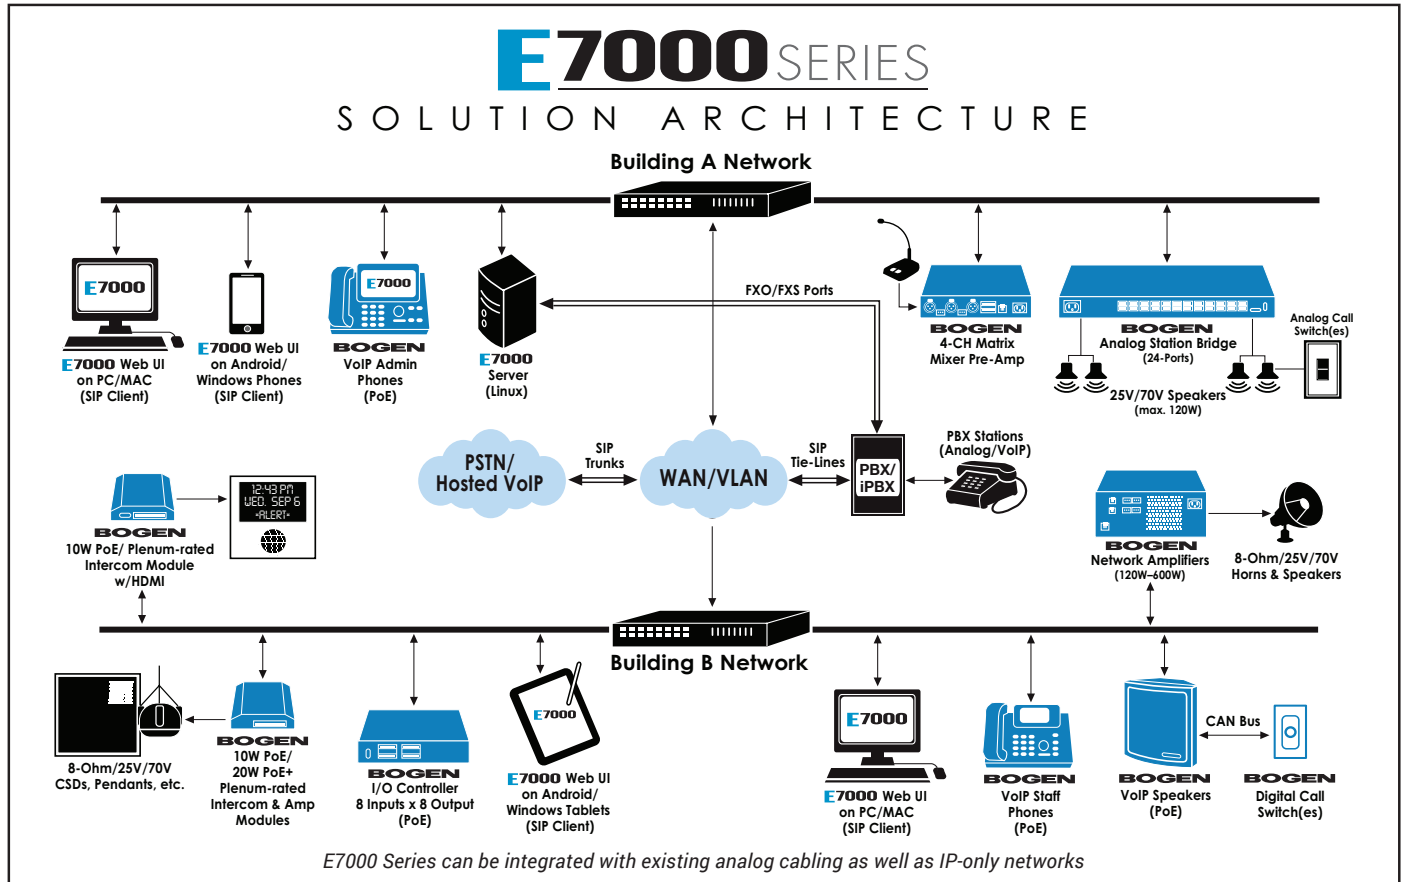 E7000 SERIES
SOLUTION ARCHITECTURE
Building A Network
E7000
E7000 Web UI
on PC/MAC
(SIP Client)
E7000 Web UI
on Android/
Windows Phones
(SIP Client)
E7000
BOGEN
VoIP Admin
Phones
(PoE)
E7000
Server
(Linux)
FXO/FXS Ports
BOGEN
4-CH Matrix
Mixer Pre-Amp
BOGEN
Analog Station Bridge
(24-Ports)
25V/70V Speakers
(max. 120W)
Analog Call
Switch(es)
PSTN/
Hosted VoIP
SIP
Trunks
WAN/VLAN
SIP
Tie-Lines
PBX/
iPBX
PBX Stations
(Analog/VoIP)
12:43 PM
WED. SEP 6
*ALERT*
BOGEN
10W PoE/ Plenum-rated
Intercom Module
w/HDMI
BOGEN
Network Amplifiers
(120W–600W)
8-Ohm/25V/70V
Horns & Speakers
Building B Network
8-Ohm/25V/70V
CSDs, Pendants, etc.
BOGEN
10W PoE/
20W PoE+
Plenum-rated
Intercom & Amp
Modules
BOGEN
I/O Controller
8 Inputs x 8 Output
(PoE)
E7000
E7000 Web UI
on Android/
Windows Tablets
(SIP Client)
E7000
E7000 Web UI
on PC/MAC
(SIP Client)
BOGEN
VoIP Staff
Phones
(PoE)
BOGEN
VoIP Speakers
(PoE)
CAN Bus
BOGEN
Digital Call
Switch(es)
E7000 Series can be integrated with existing analog cabling as well as IP-only networks